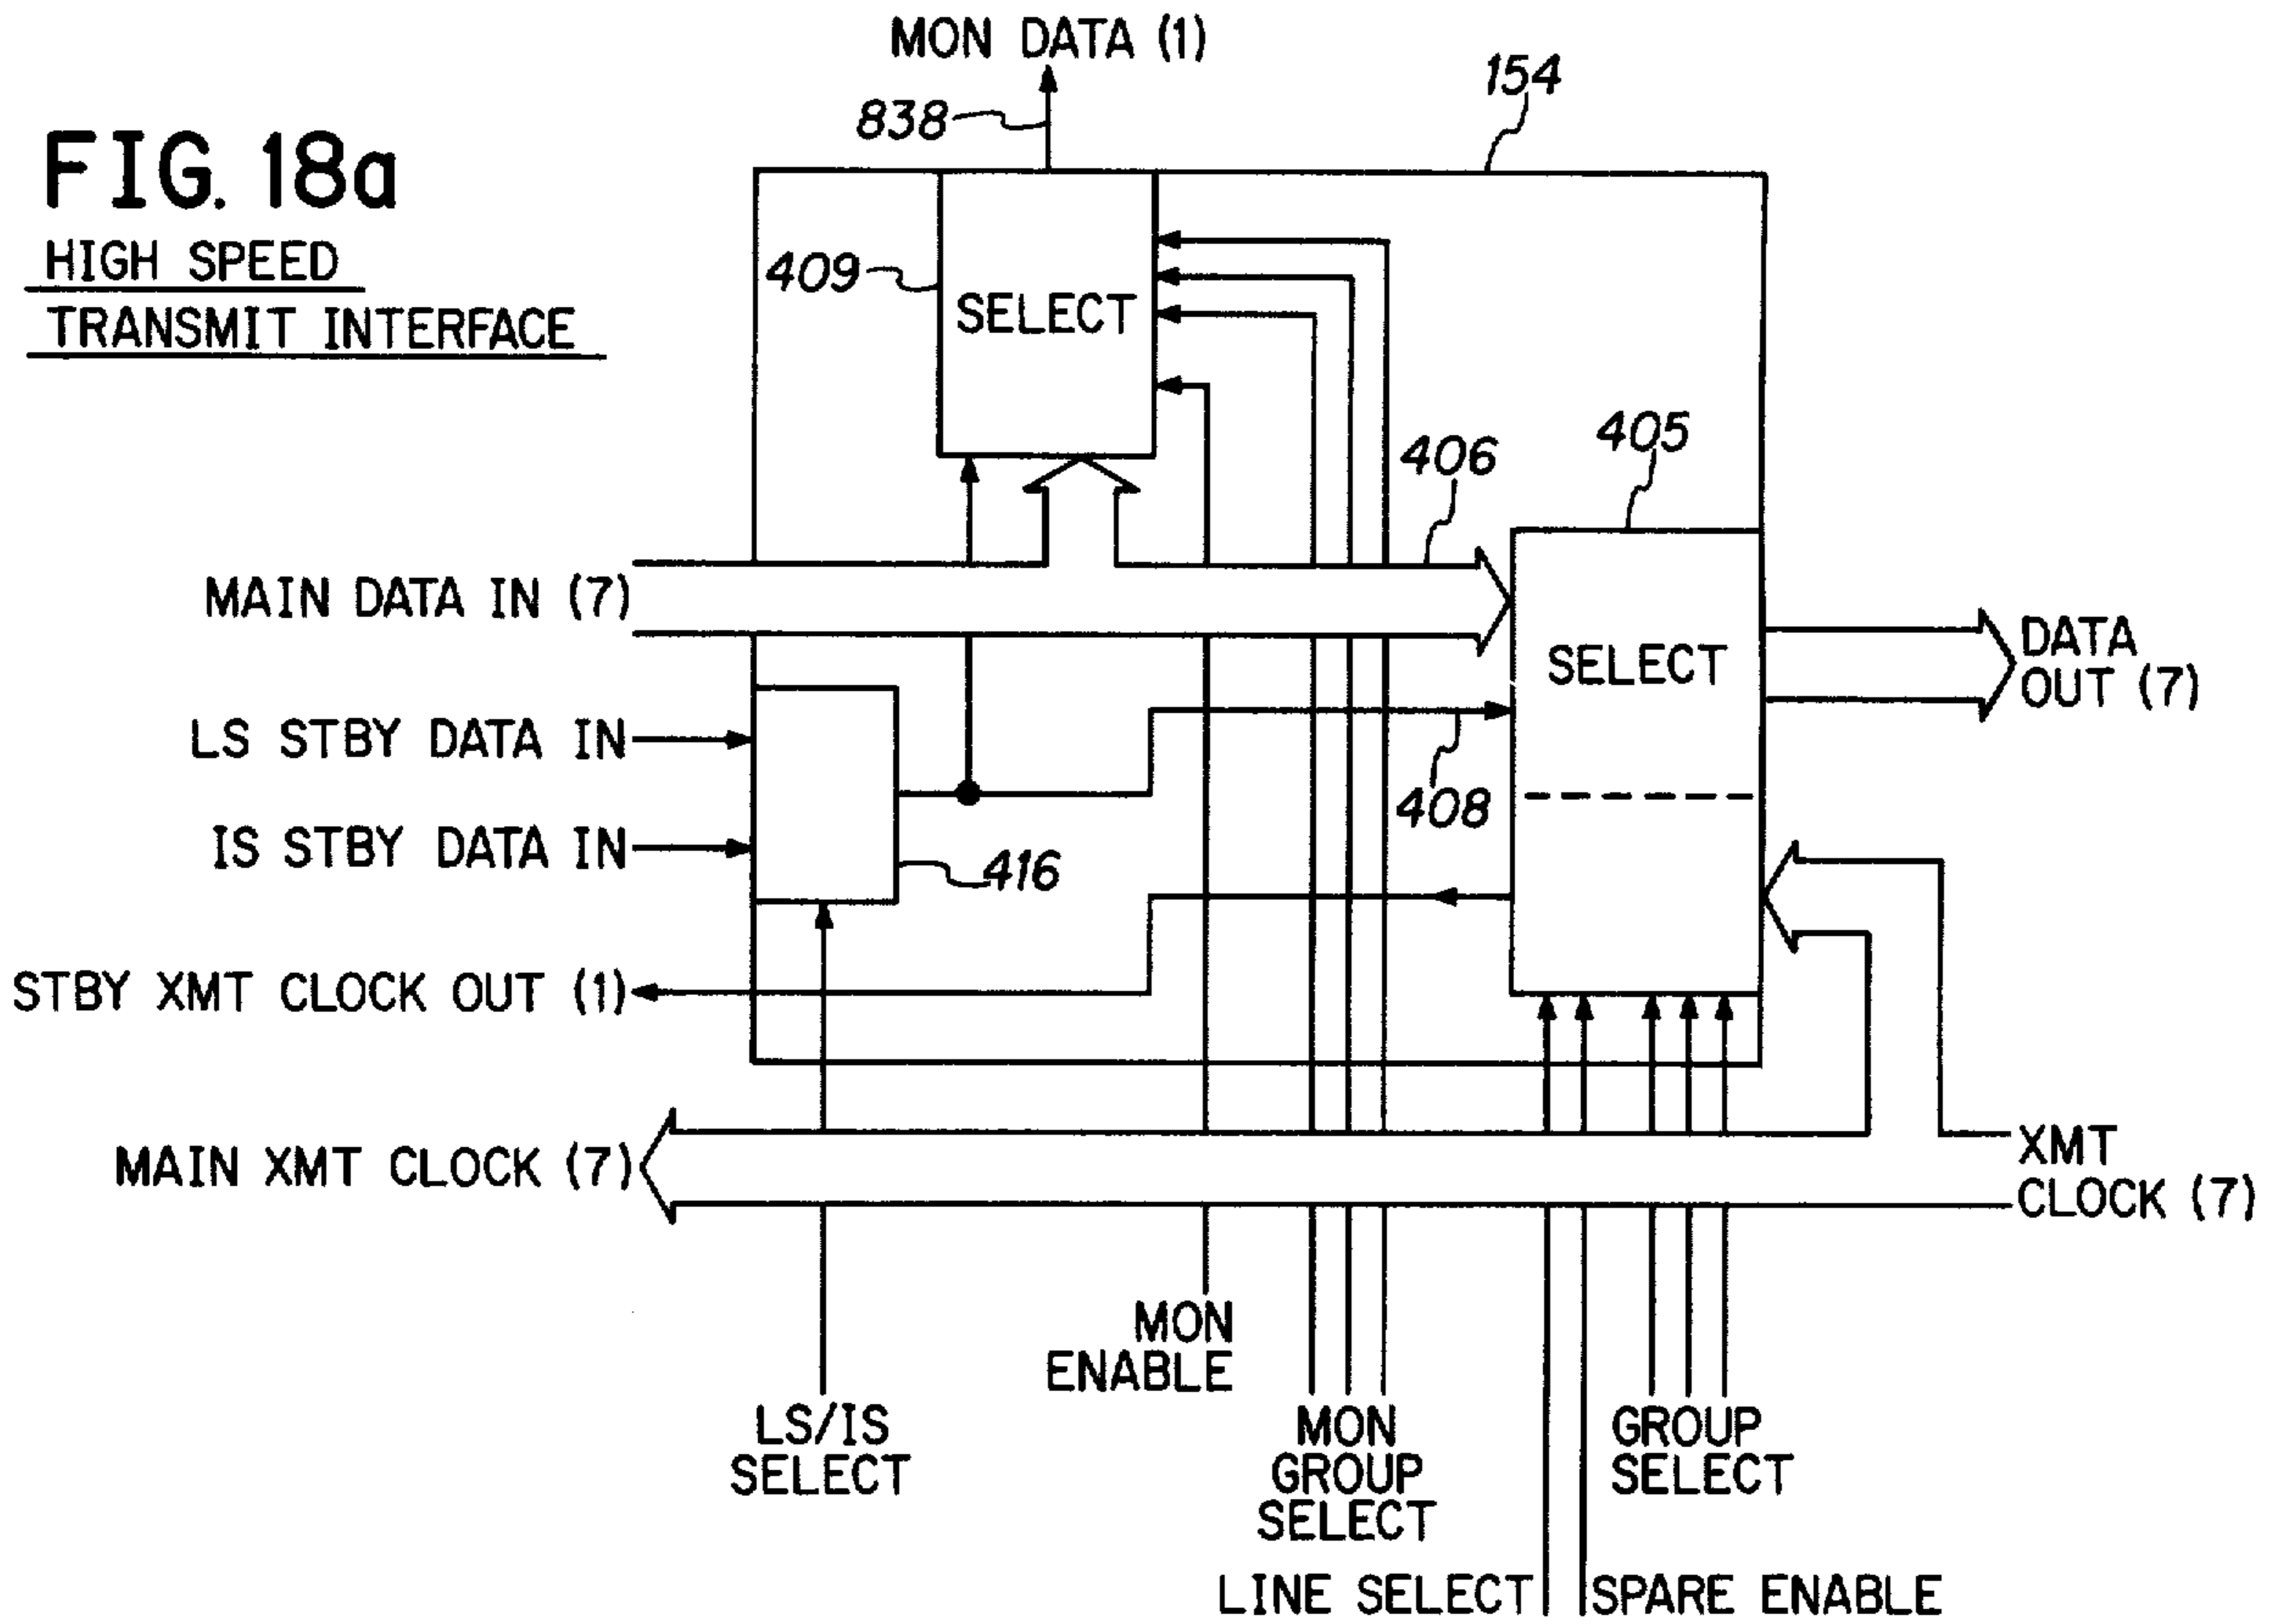 MON DATA (1)
838
154
FIG. 18a
HIGH SPEED
TRANSMIT INTERFACE
409
SELECT
406
405
MAIN DATA IN (7)
SELECT
DATA
OUT (7)
LS STBY DATA IN
408
IS STBY DATA IN
416
STBY XMT CLOCK OUT (1)
MAIN XMT CLOCK (7)
XMT
CLOCK (7)
MON
ENABLE
LS/IS
SELECT
MON
GROUP
SELECT
GROUP
SELECT
LINE SELECT
SPARE ENABLE